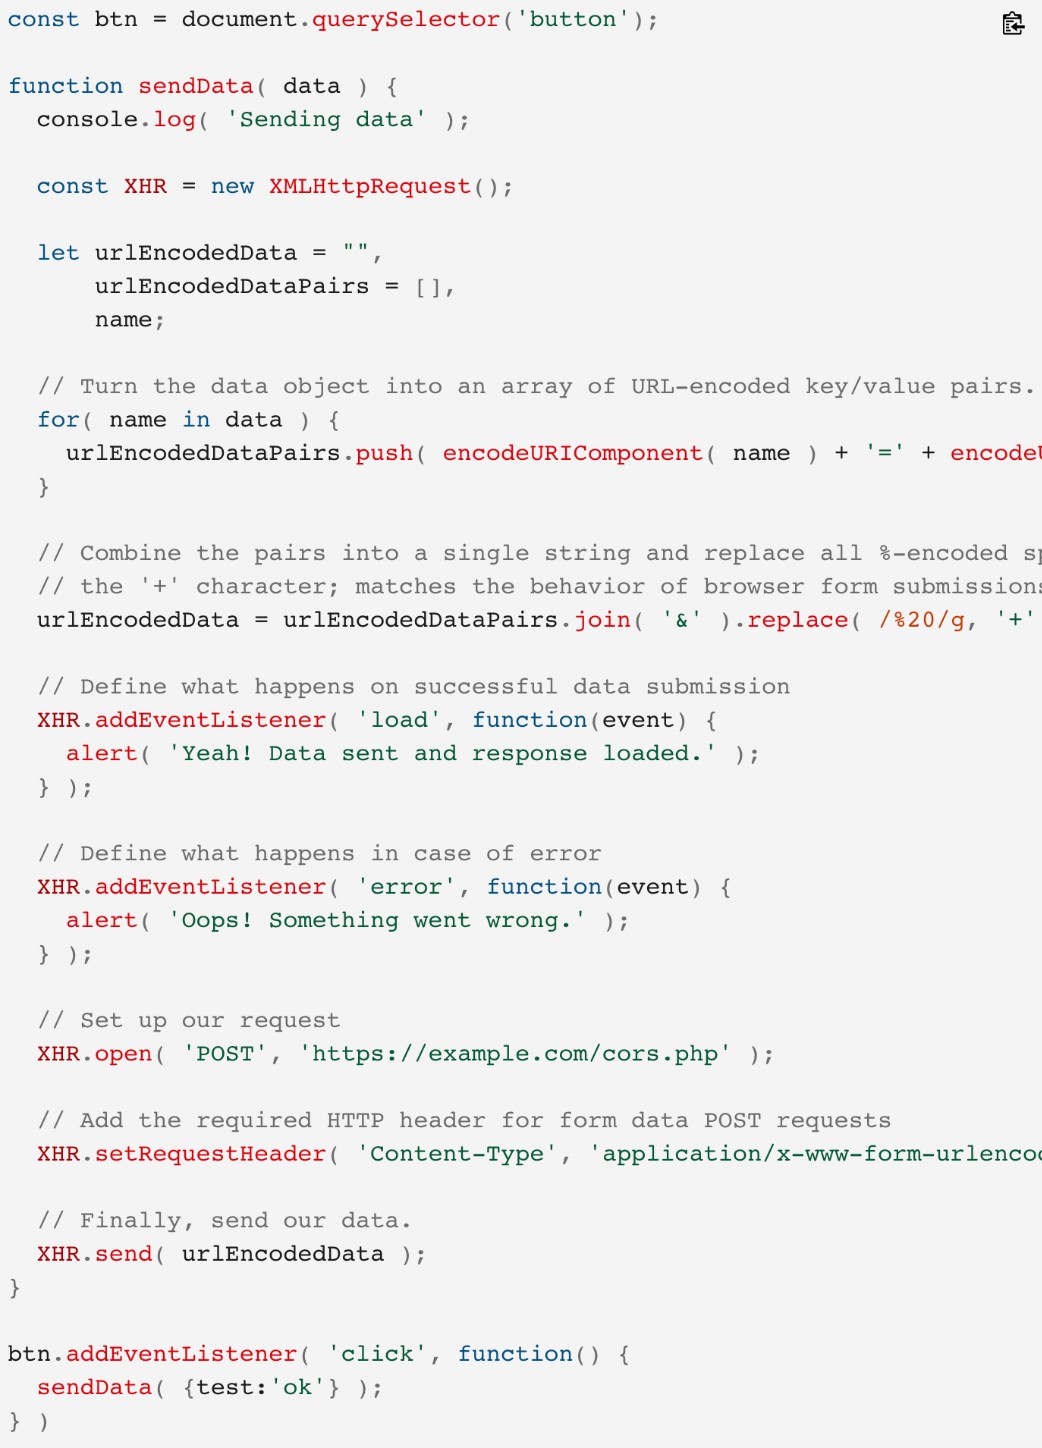 const btn = document.querySelector('button');
function sendData( data ) {
  console.log( 'Sending data' );
  const XHR = new XMLHttpRequest();
  let urlEncodedData = "",
      urlEncodedDataPairs = [],
      name;
  // Turn the data object into an array of URL-encoded key/value pairs.
  for( name in data ) {
    urlEncodedDataPairs.push( encodeURIComponent( name ) + '=' + encodeU
  }
  // Combine the pairs into a single string and replace all %-encoded sp
  // the '+' character; matches the behavior of browser form submissions
  urlEncodedData = urlEncodedDataPairs.join( '&' ).replace( /%20/g, '+'
  // Define what happens on successful data submission
  XHR.addEventListener( 'load', function(event) {
    alert( 'Yeah! Data sent and response loaded.' );
  } );
  // Define what happens in case of error
  XHR.addEventListener( 'error', function(event) {
    alert( 'Oops! Something went wrong.' );
  } );
  // Set up our request
  XHR.open( 'POST', 'https://example.com/cors.php' );
  // Add the required HTTP header for form data POST requests
  XHR.setRequestHeader( 'Content-Type', 'application/x-www-form-urlenco
  // Finally, send our data.
  XHR.send( urlEncodedData );
}
btn.addEventListener( 'click', function() {
  sendData( {test:'ok'} );
} )